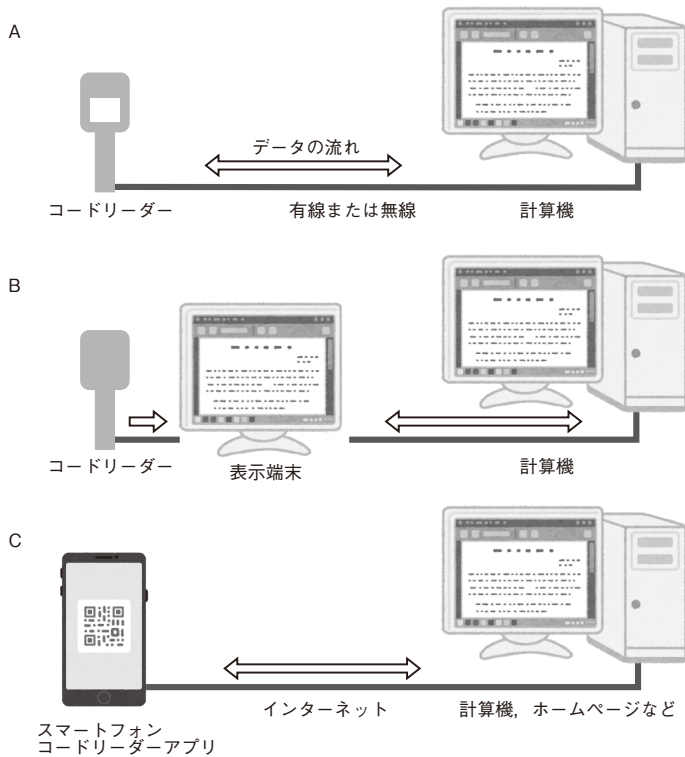 A
データの流れ
コードリーダー
有線または無線
計算機
B
コードリーダー
表示端末
計算機
C
インターネット
計算機，ホームページなど
スマートフォン
コードリーダーアプリ